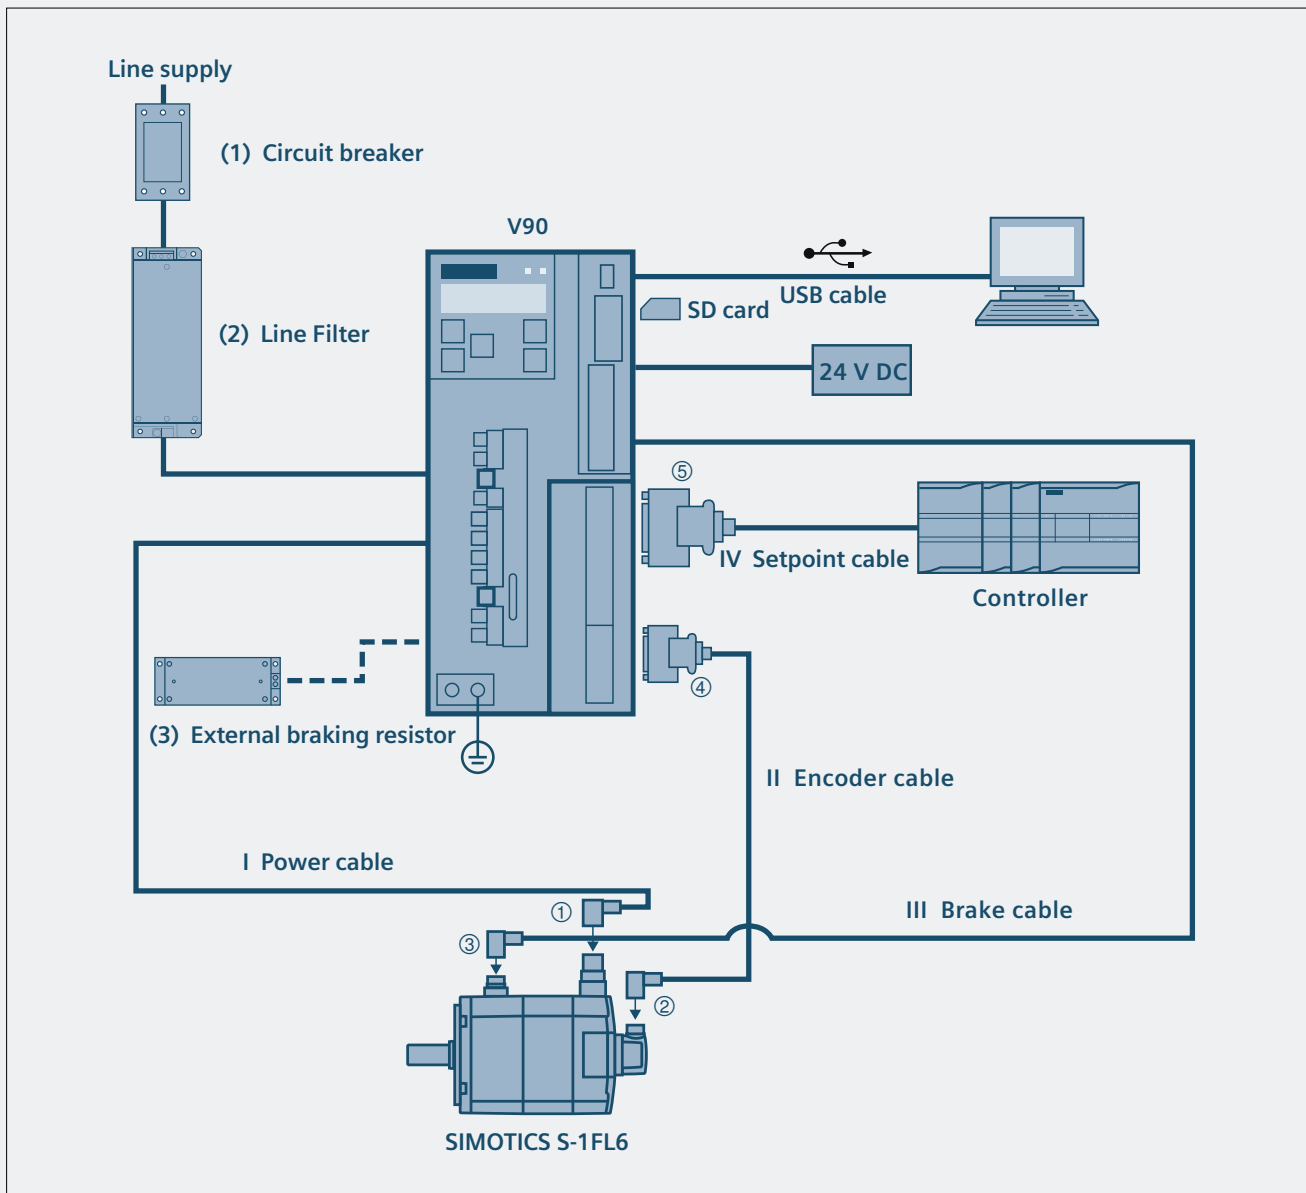 Line supply
(1) Circuit breaker
V90
USB cable
SD card
(2) Line Filter
24 V DC
⑤
IV Setpoint cable
Controller
④
(3) External braking resistor
II Encoder cable
I Power cable
①
III Brake cable
③
②
SIMOTICS S-1FL6